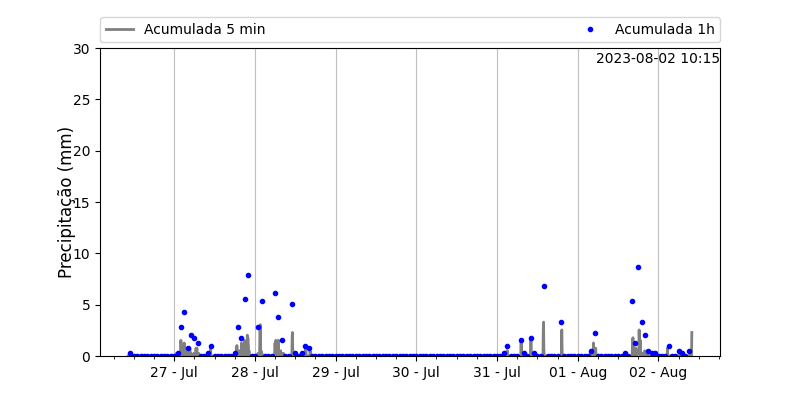 Acumulada 5 min
Acumulada 1h
2023-08-02 10:15
Precipitação (mm)
30
25
20
15
10
5
0
27 - Jul
28 - Jul
29 - Jul
30 - Jul
31 - Jul
01 - Aug
02 - Aug